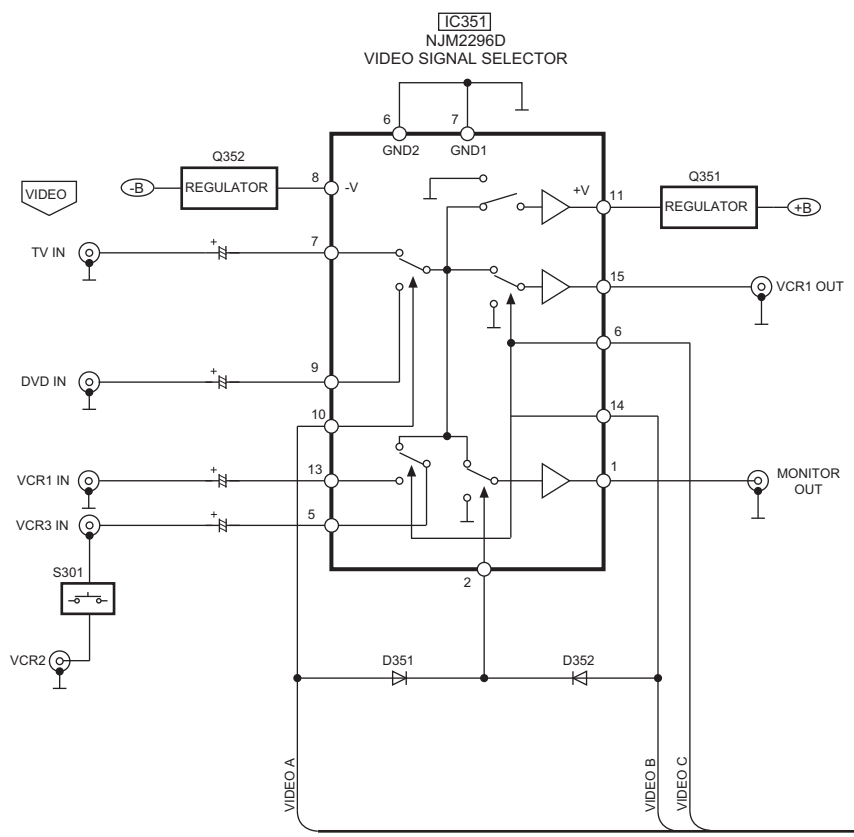 IC351
NJM2296D
VIDEO SIGNAL SELECTOR
6
7
GND2
GND1
Q352
-B
REGULATOR
8
-V
+V
11
Q351
REGULATOR
+B
VIDEO
TV IN
+
7
15
VCR1 OUT
6
DVD IN
+
9
10
14
VCR1 IN
+
13
1
MONITOR
OUT
VCR3 IN
+
5
2
S301
VCR2
D351
D352
VIDEO A
VIDEO B
VIDEO C